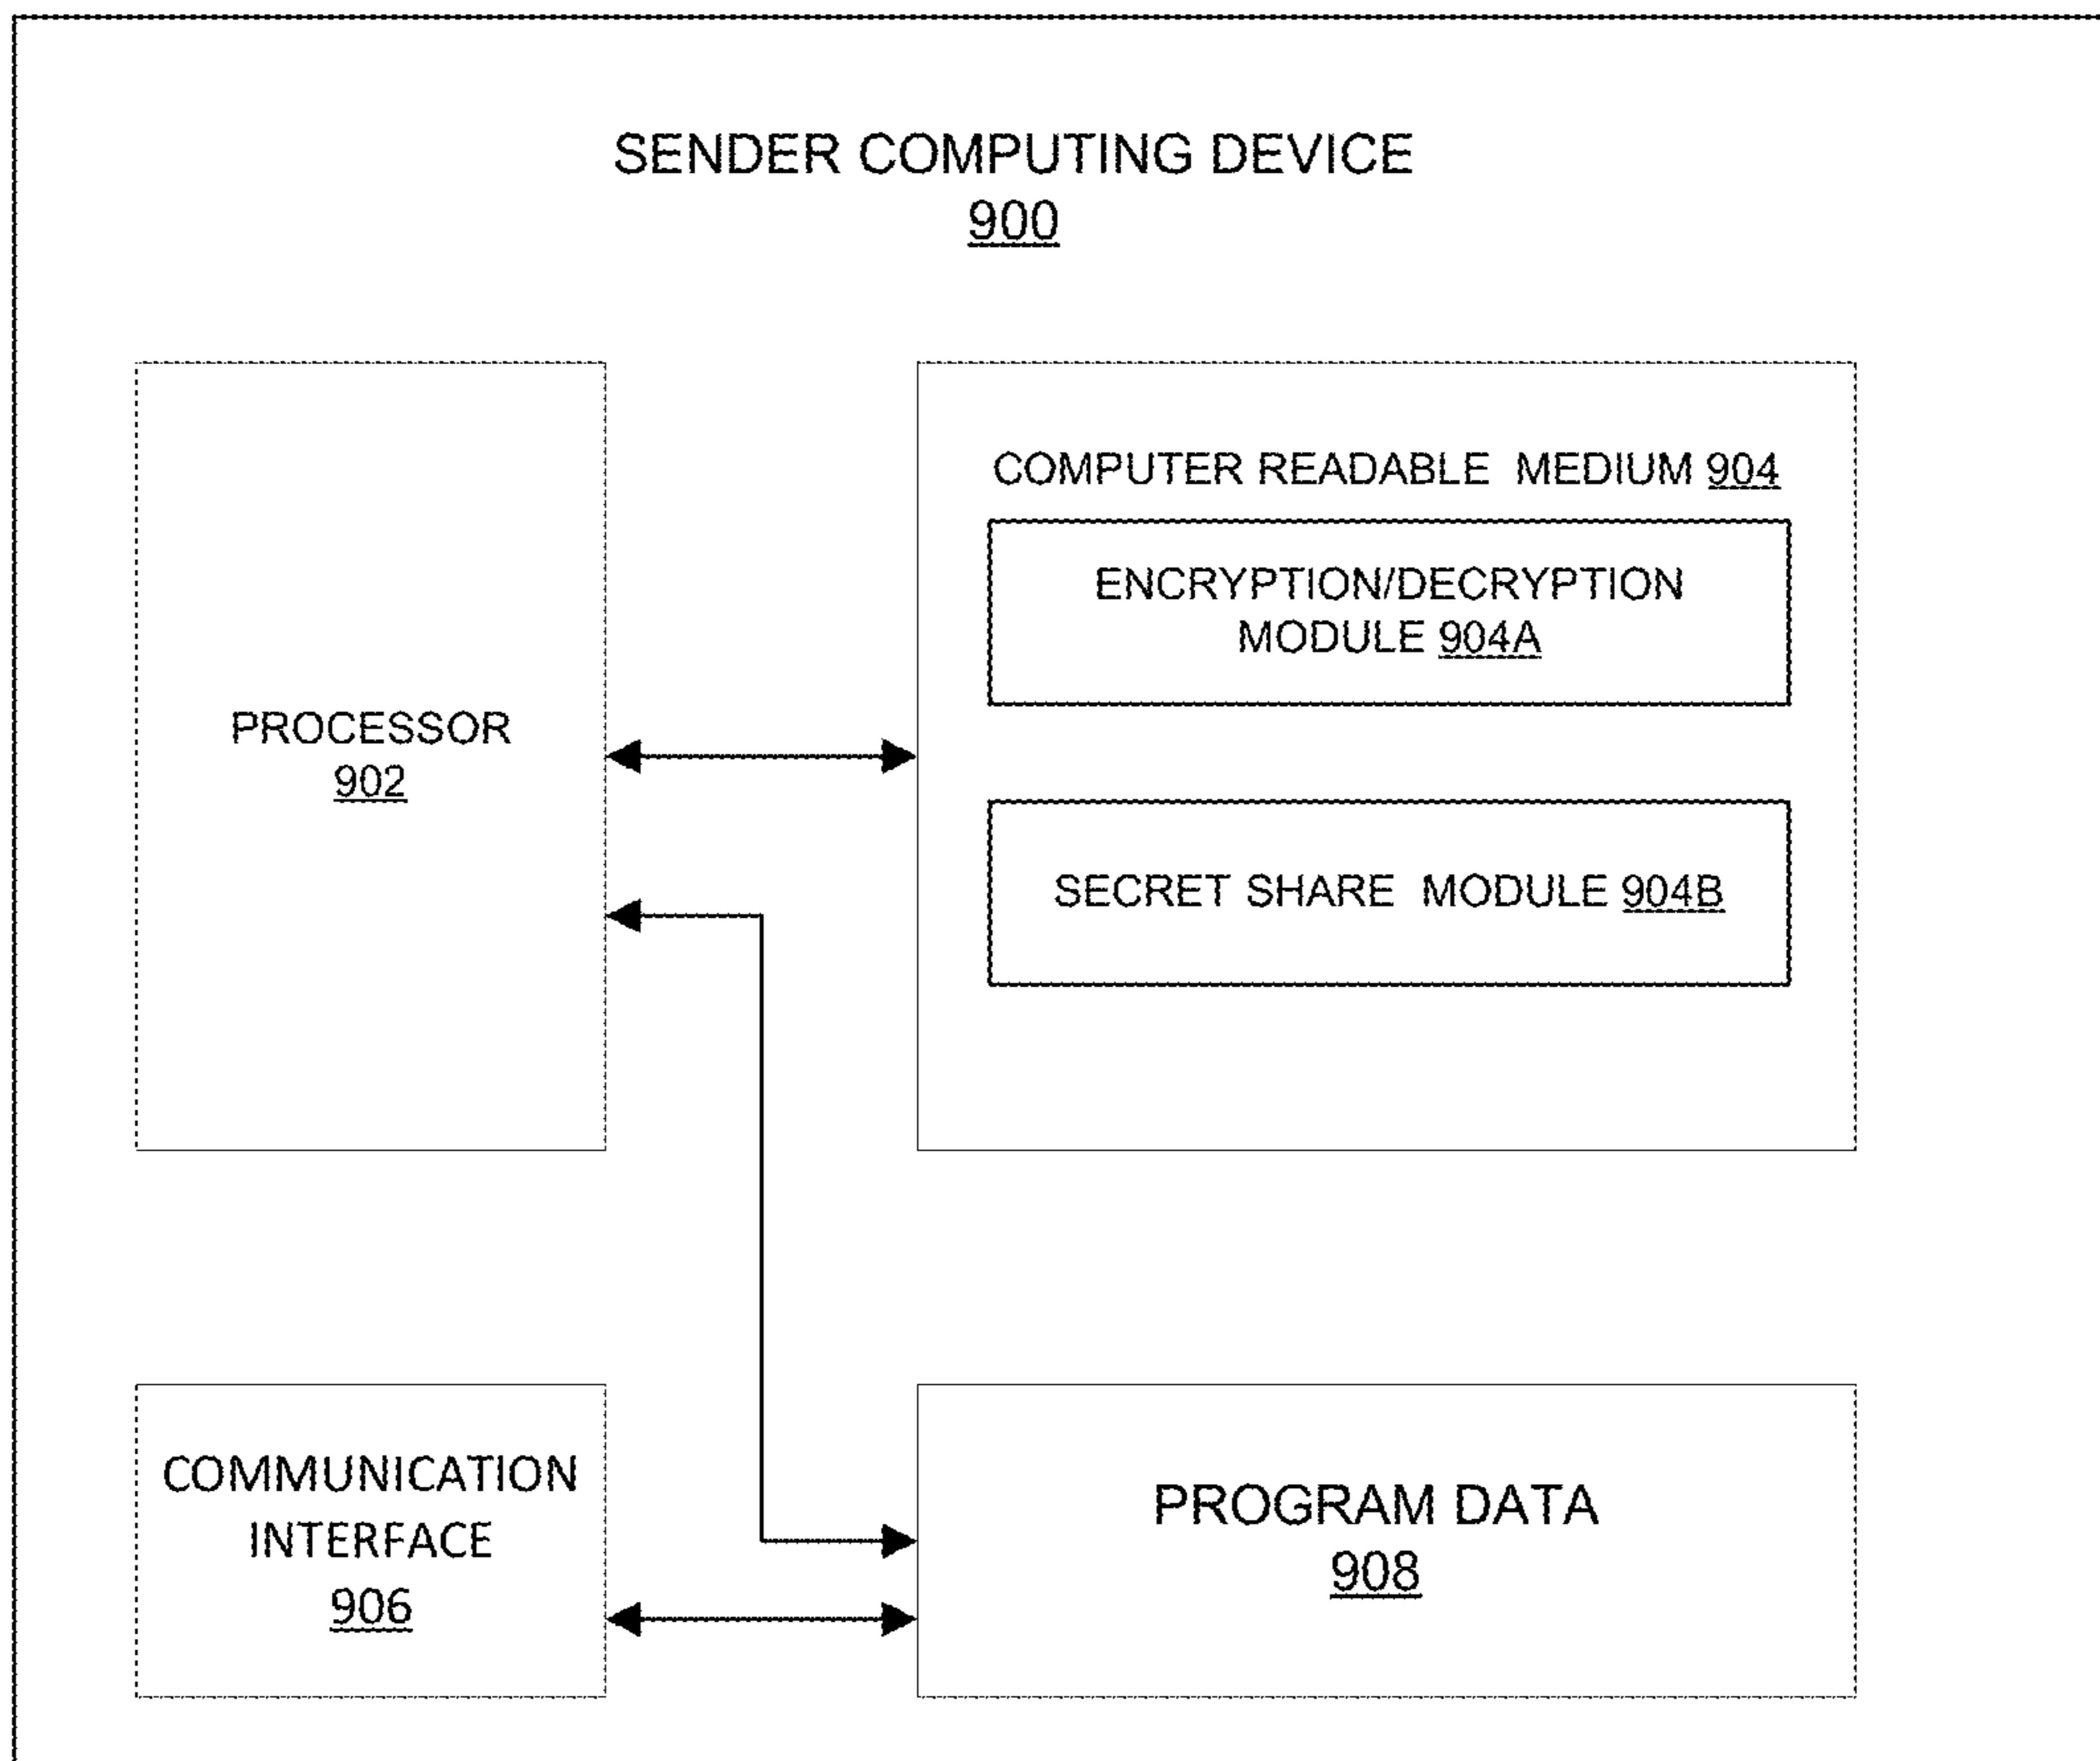 SENDER COMPUTING DEVICE
900
COMPUTER READABLE MEDIUM 904
ENCRYPTION/DECRYPTION
MODULE 904A
PROCESSOR
902
SECRET SHARE MODULE 904B
COMMUNICATION
INTERFACE
906
PROGRAM DATA
908